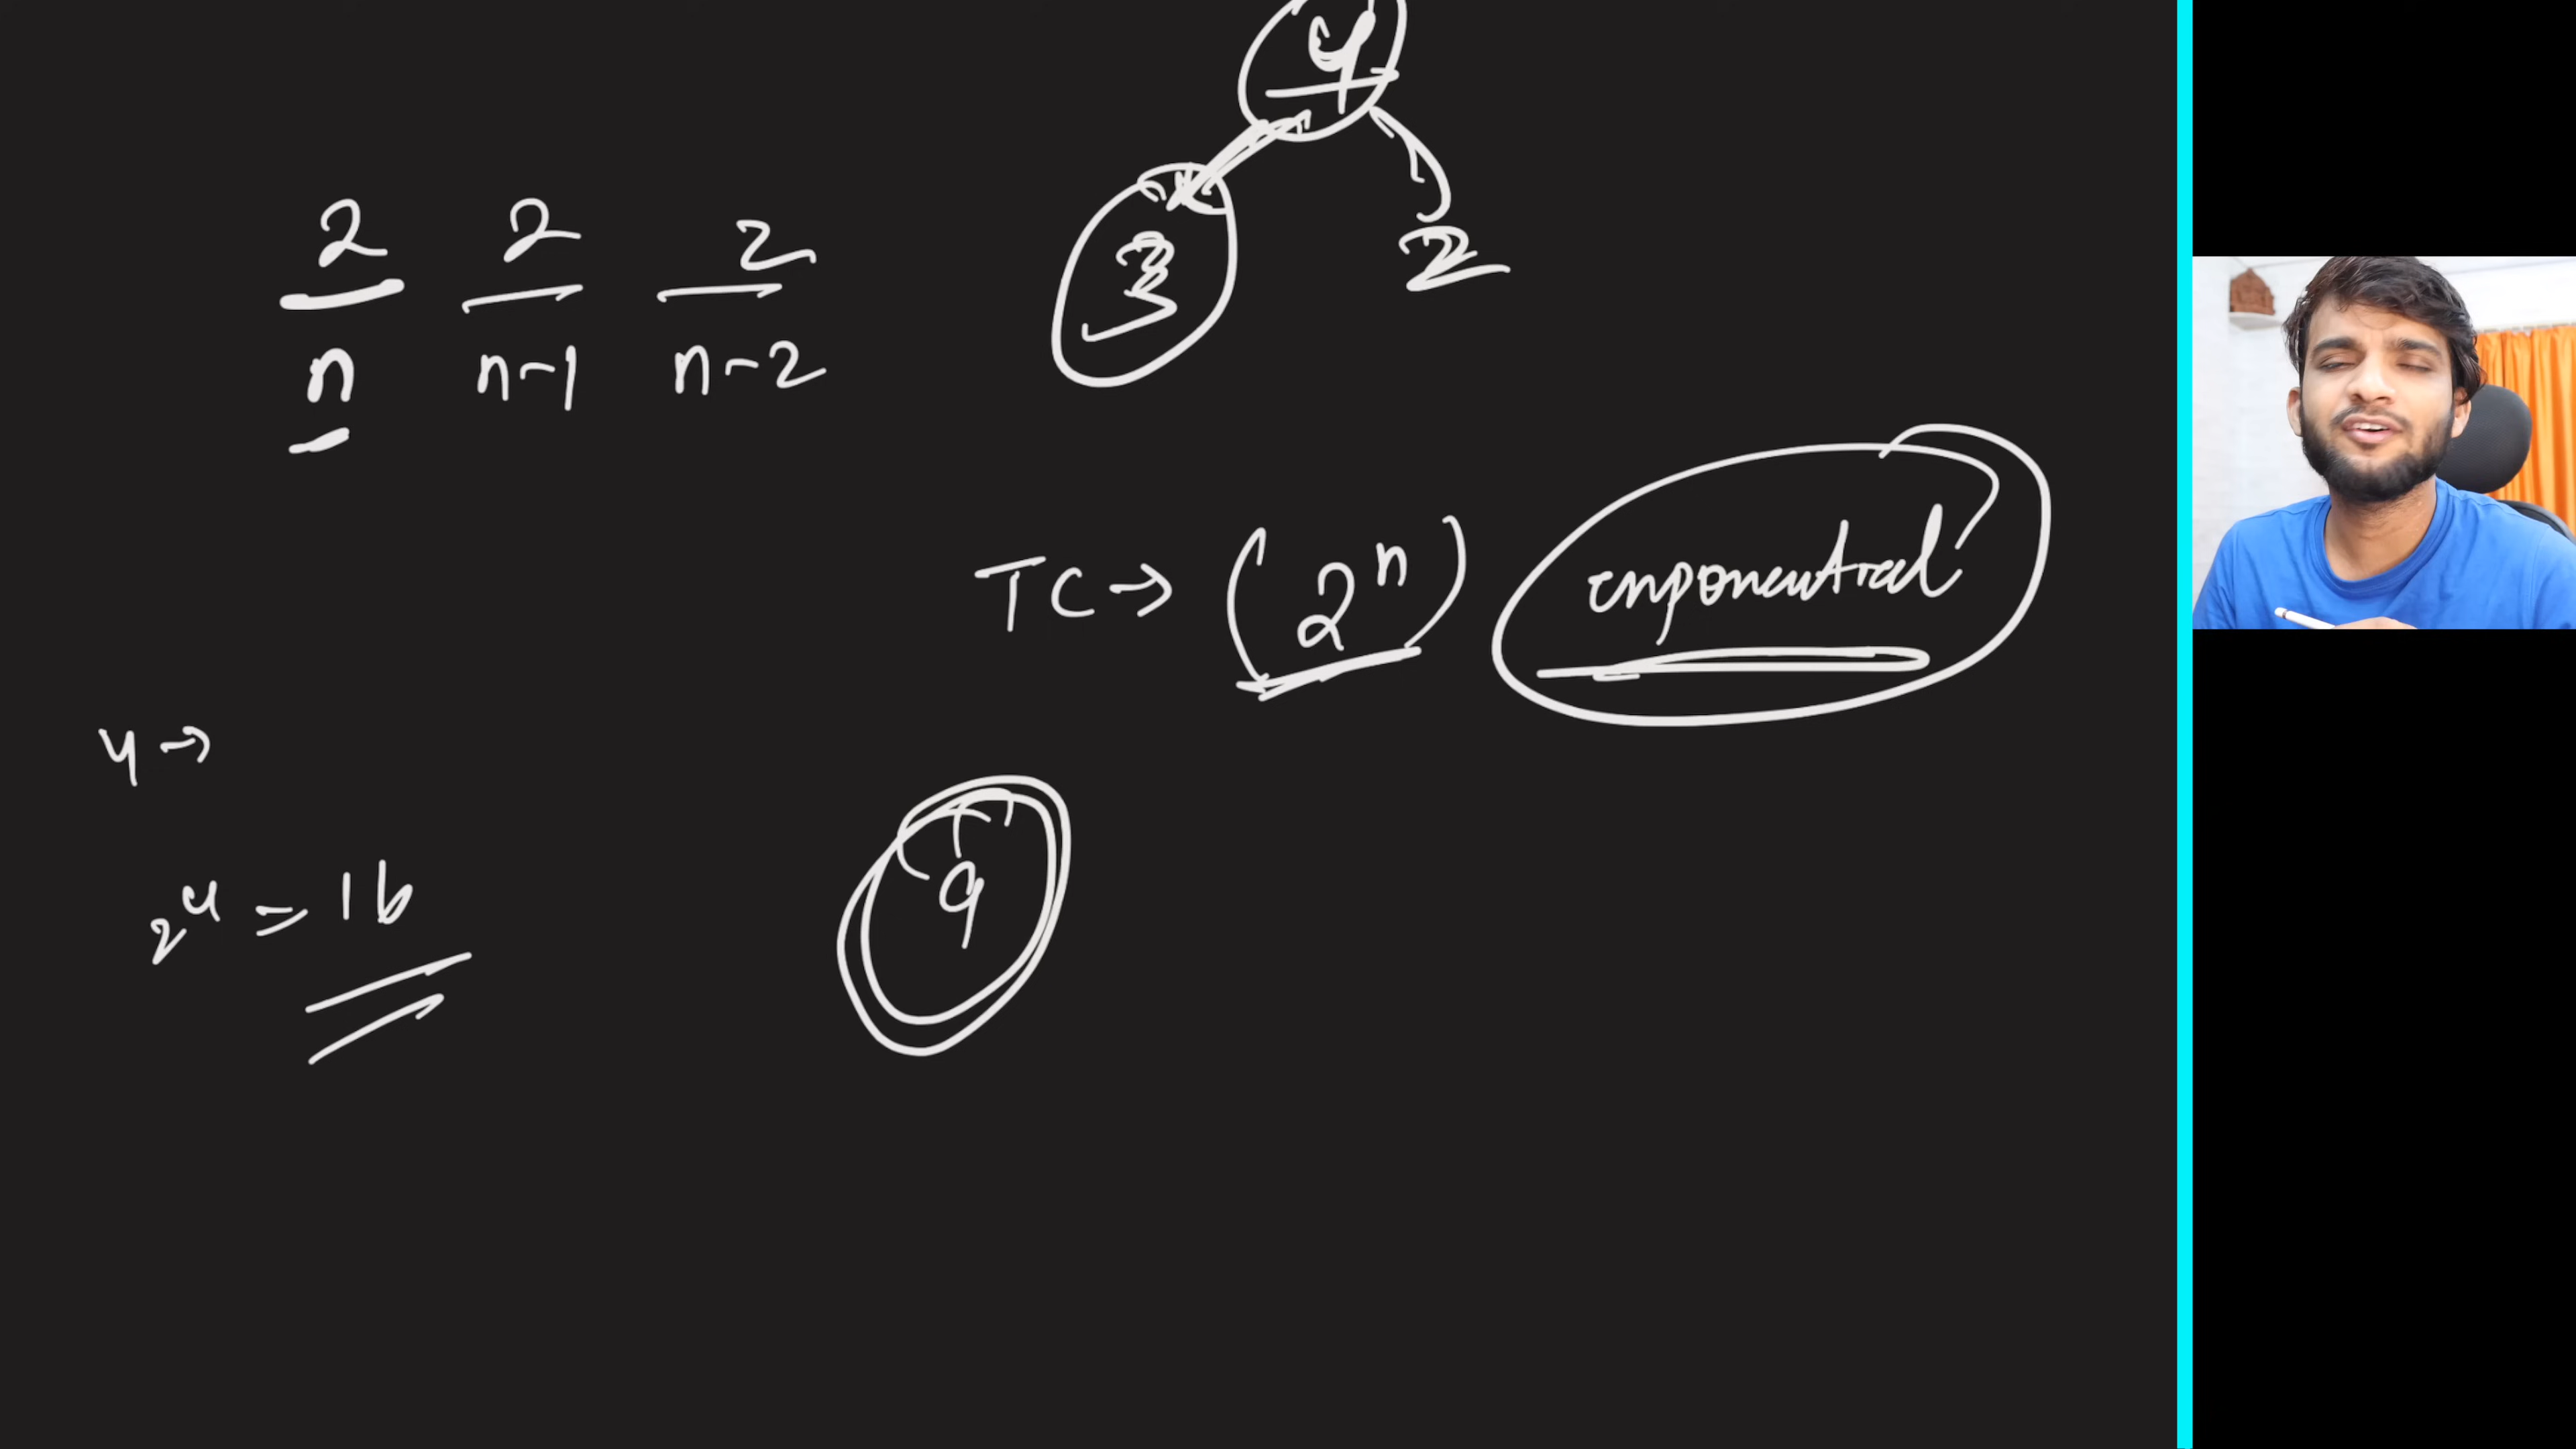 4
2 2 2
n n-1 n-2
3 2
TC → (2^n) exponential
4 →
2^4 = 16
9